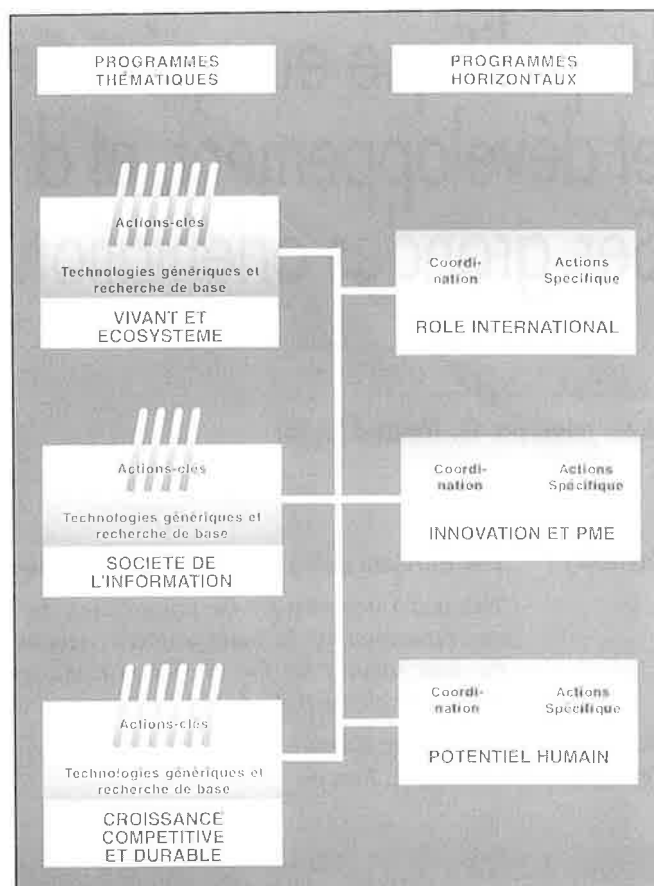 PROGRAMMES
THÉMATIQUES
PROGRAMMES
HORIZONTAUX
Actions-clés
Technologies génériques et
recherche de base
VIVANT ET
ECOSYSTEME
Coordi-
nation
Actions
Spécifique
ROLE INTERNATIONAL
Actions-clés
Technologies génériques et
recherche de base
SOCIETE DE
L'INFORMATION
Coordi-
nation
Actions
Spécifique
INNOVATION ET PME
Actions-clés
Technologies génériques et
recherche de base
CROISSANCE
COMPETITIVE
ET DURABLE
Coordi-
nation
Actions
Spécifique
POTENTIEL HUMAIN